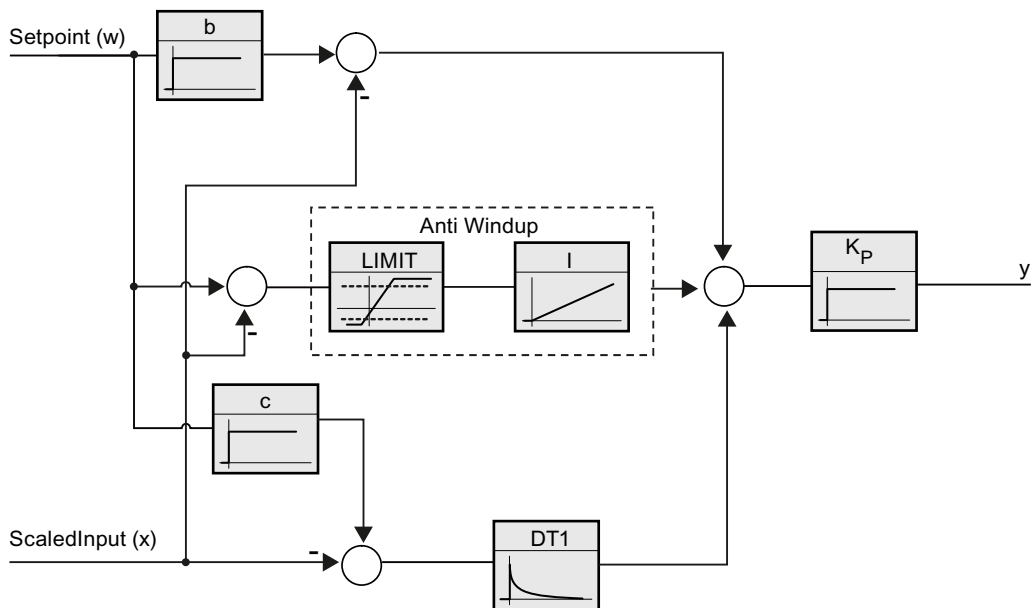 b
Setpoint (w)
-
Anti Windup
LIMIT
I
K_P
y
-
c
ScaledInput (x)
-
DT1